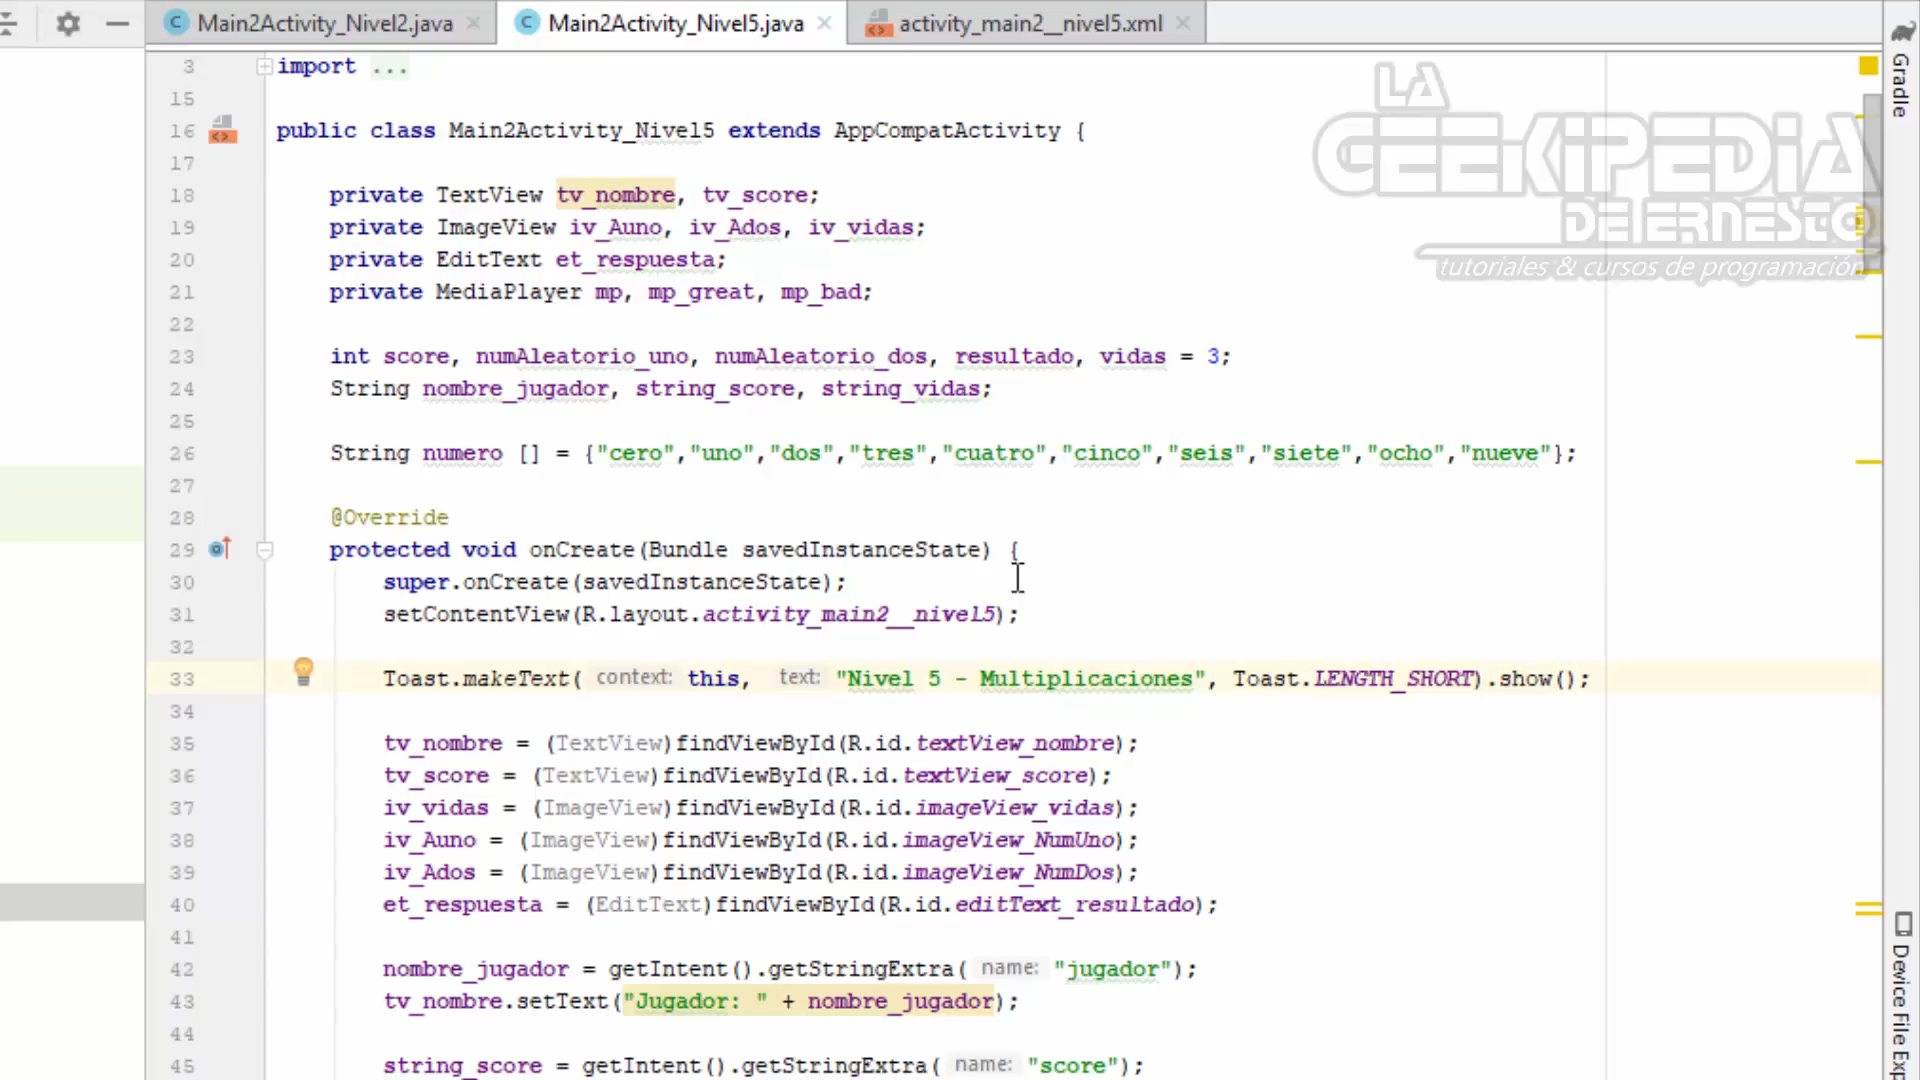 Main2Activity_Nivel2.java
Main2Activity_Nivel5.java
activity_main2__nivel5.xml
3 import ...
15
16 public class Main2Activity_Nivel5 extends AppCompatActivity {
17
18 private TextView tv_nombre, tv_score;
19 private ImageView iv_Auno, iv_Ados, iv_vidas;
20 private EditText et_respuesta;
21 private MediaPlayer mp, mp_great, mp_bad;
22
23 int score, numAleatorio_uno, numAleatorio_dos, resultado, vidas = 3;
24 String nombre_jugador, string_score, string_vidas;
25
26 String numero [] = {"cero","uno","dos","tres","cuatro","cinco","seis","siete","ocho","nueve"};
27
28 @Override
29 protected void onCreate(Bundle savedInstanceState) {
30 super.onCreate(savedInstanceState);
31 setContentView(R.layout.activity_main2__nivel5);
32
33 Toast.makeText( context: this, text: "Nivel 5 - Multiplicaciones", Toast.LENGTH_SHORT).show();
34
35 tv_nombre = (TextView)findViewById(R.id.textView_nombre);
36 tv_score = (TextView)findViewById(R.id.textView_score);
37 iv_vidas = (ImageView)findViewById(R.id.imageView_vidas);
38 iv_Auno = (ImageView)findViewById(R.id.imageView_NumUno);
39 iv_Ados = (ImageView)findViewById(R.id.imageView_NumDos);
40 et_respuesta = (EditText)findViewById(R.id.editText_resultado);
41
42 nombre_jugador = getIntent().getStringExtra( name: "jugador");
43 tv_nombre.setText("Jugador: " + nombre_jugador);
44
45 string_score = getIntent().getStringExtra( name: "score");
LA
GEEKIPEDIA
DE ERNESTO
tutoriales & cursos de programación
Gradle
Device File Exp